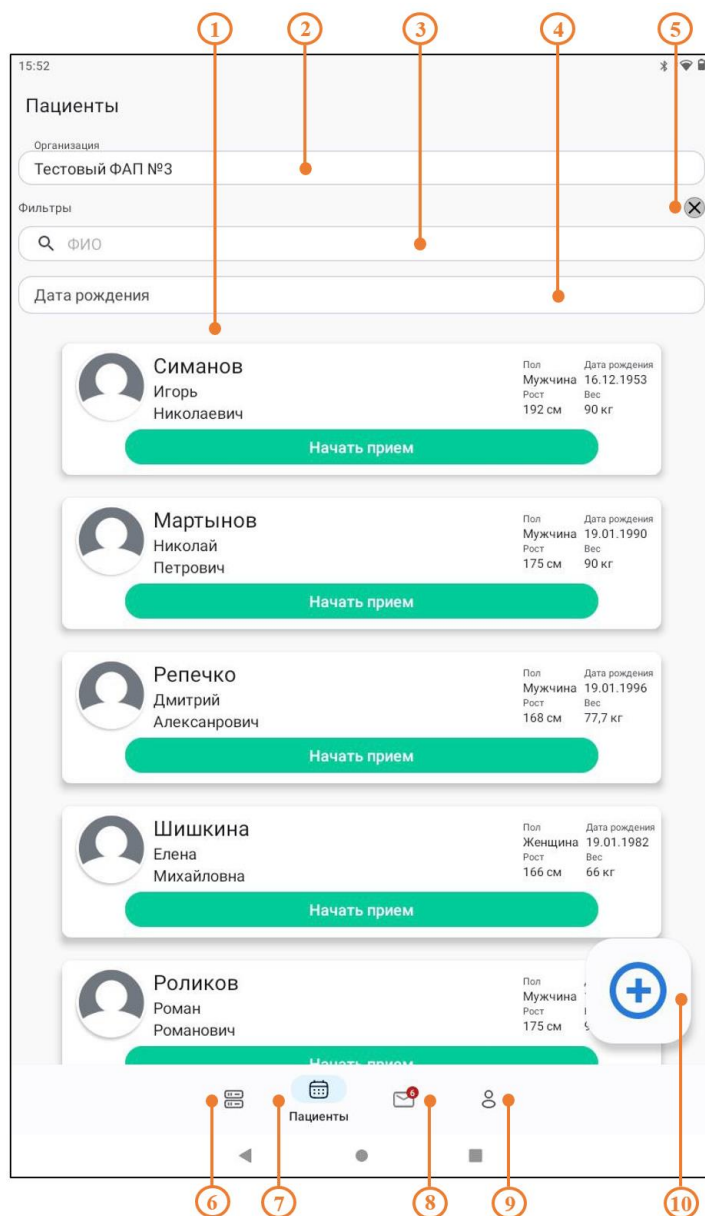 1 2 3 4 5
15:52
Пациенты
Организация
Тестовый ФАП №3
Фильтры
ФИО
Дата рождения
Симанов
Игорь
Николаевич
Пол Дата рождения
Мужчина 16.12.1953
Рост Вес
192 см 90 кг
Начать прием
Мартынов
Николай
Петрович
Пол Дата рождения
Мужчина 19.01.1990
Рост Вес
175 см 90 кг
Начать прием
Репечко
Дмитрий
Алексанрович
Пол Дата рождения
Мужчина 19.01.1996
Рост Вес
168 см 77,7 кг
Начать прием
Шишкина
Елена
Михайловна
Пол Дата рождения
Женщина 19.01.1982
Рост Вес
166 см 66 кг
Начать прием
Роликов
Роман
Романович
Пол
Мужчина
Рост
175 см
Начать прием
6
Пациенты
6 7 8 9 10